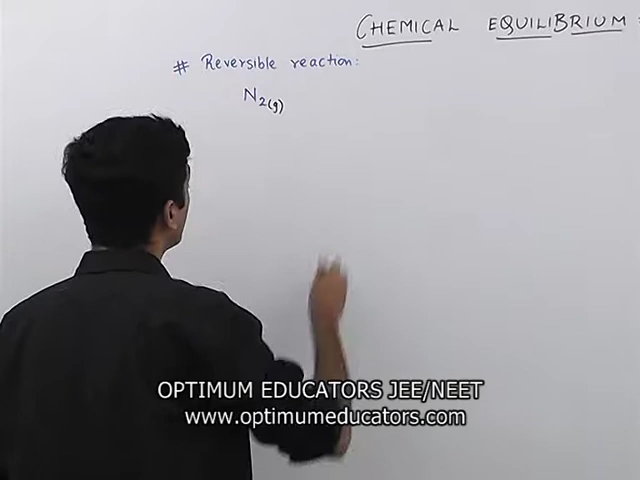 CHEMICAL EQUILIBRIUM :
# Reversible reaction:
N2(g)
OPTIMUM EDUCATORS JEE/NEET
www.optimumeducators.com